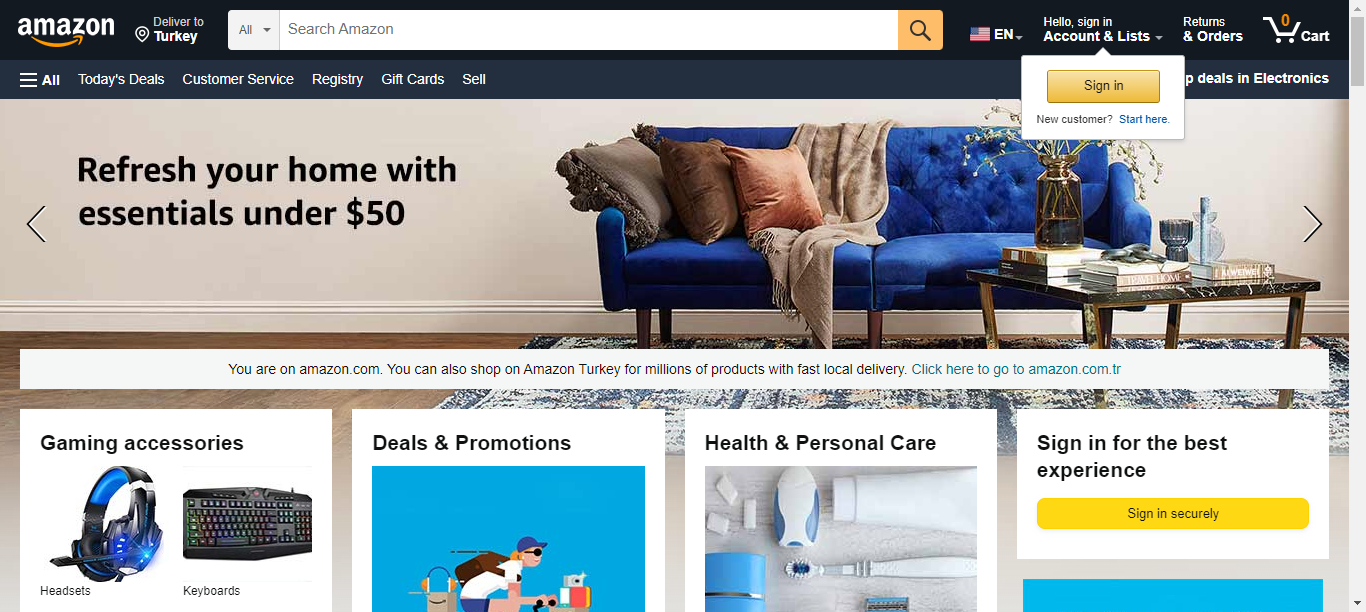 amazon
Deliver to
Turkey
All
Search Amazon
EN
Hello, sign in
Account & Lists
Returns
& Orders
0
Cart
All
Today's Deals
Customer Service
Registry
Gift Cards
Sell
p deals in Electronics
Sign in
New customer? Start here.
Refresh your home with
essentials under $50
You are on amazon.com. You can also shop on Amazon Turkey for millions of products with fast local delivery. Click here to go to amazon.com.tr
Gaming accessories
Headsets
Keyboards
Deals & Promotions
Health & Personal Care
Sign in for the best
experience
Sign in securely